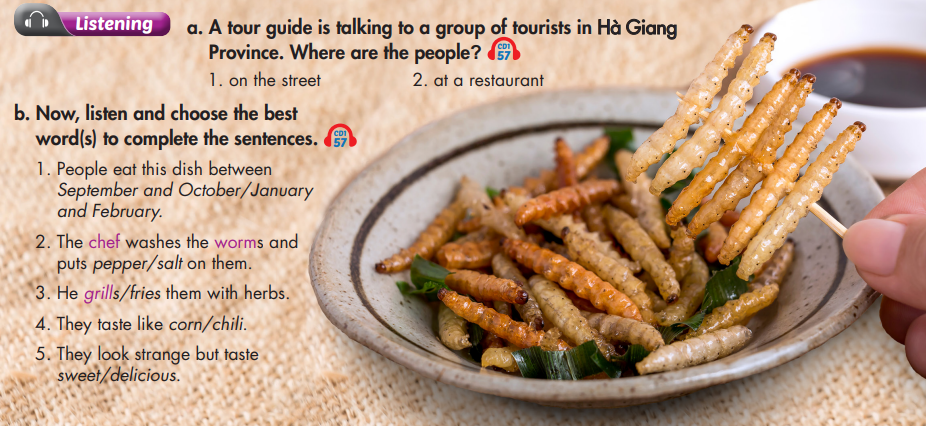 Listening
a. A tour guide is talking to a group of tourists in Hà Giang
Province. Where are the people? CD1 57
1. on the street 2. at a restaurant
b. Now, listen and choose the best
word(s) to complete the sentences. CD1 57
1. People eat this dish between
September and October/January
and February.
2. The chef washes the worms and
puts pepper/salt on them.
3. He grills/fries them with herbs.
4. They taste like corn/chili.
5. They look strange but taste
sweet/delicious.